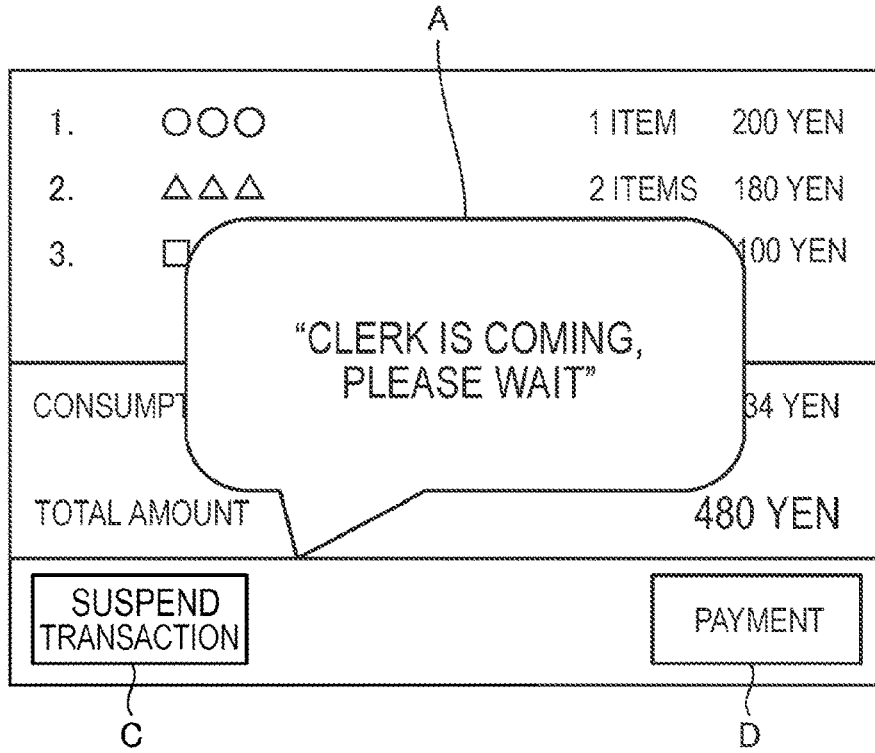 A
1. ○○○ 1 ITEM 200 YEN
2. △△△ 2 ITEMS 180 YEN
3. □ 100 YEN
“CLERK IS COMING,
PLEASE WAIT”
34 YEN
TOTAL AMOUNT 480 YEN
SUSPEND
TRANSACTION
PAYMENT
C D